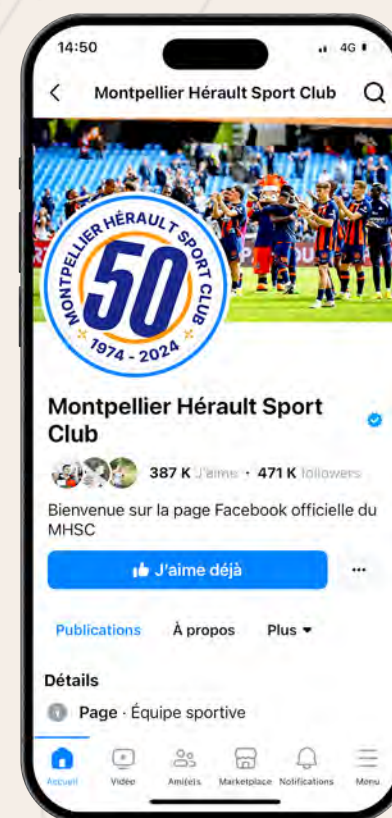 14:50
4G
Montpellier Hérault Sport Club
MONTPELLIER HÉRAULT SPORT CLUB
50
1974 - 2024
Montpellier Hérault Sport
Club
387 K J'aime · 471 K followers
Bienvenue sur la page Facebook officielle du
MHSC
J'aime déjà
Publications À propos Plus
Détails
Page · Équipe sportive
Accueil Vidéo Ami(e)s Marketplace Notifications Menu